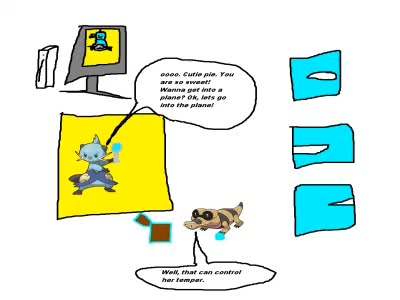 oooo. Cutie pie. You
are so sweet!
Wanna get into a
plane? Ok, lets go
into the plane!
Well, that can control
her temper.